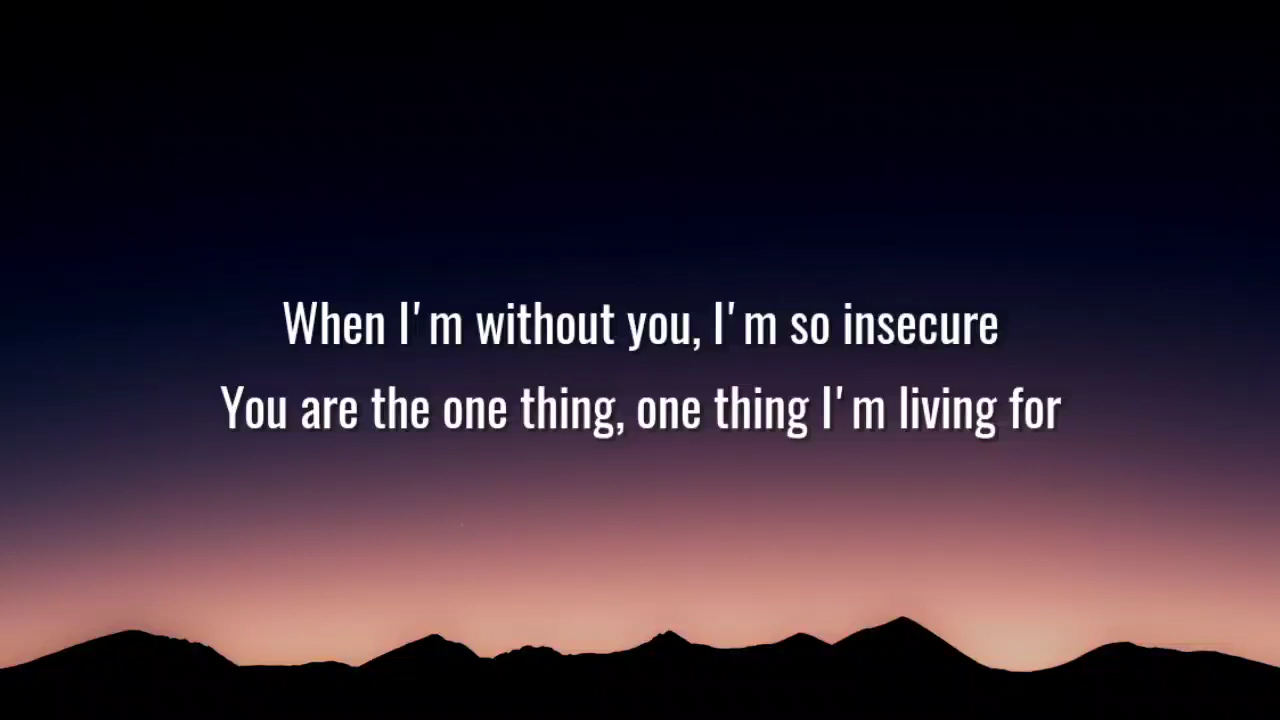 When I'm without you, I'm so insecure
You are the one thing, one thing I'm living for